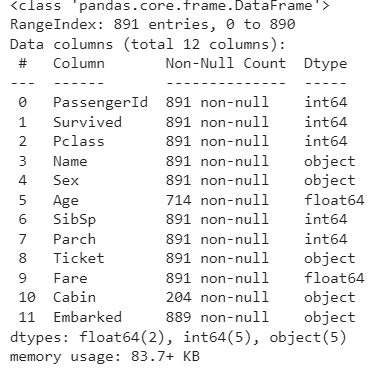 <class 'pandas.core.frame.DataFrame'>
RangeIndex: 891 entries, 0 to 890
Data columns (total 12 columns):
 #   Column       Non-Null Count  Dtype
---  ------       --------------  -----
 0   PassengerId  891 non-null    int64
 1   Survived     891 non-null    int64
 2   Pclass       891 non-null    int64
 3   Name         891 non-null    object
 4   Sex          891 non-null    object
 5   Age          714 non-null    float64
 6   SibSp        891 non-null    int64
 7   Parch        891 non-null    int64
 8   Ticket       891 non-null    object
 9   Fare         891 non-null    float64
 10  Cabin        204 non-null    object
 11  Embarked     889 non-null    object
dtypes: float64(2), int64(5), object(5)
memory usage: 83.7+ KB